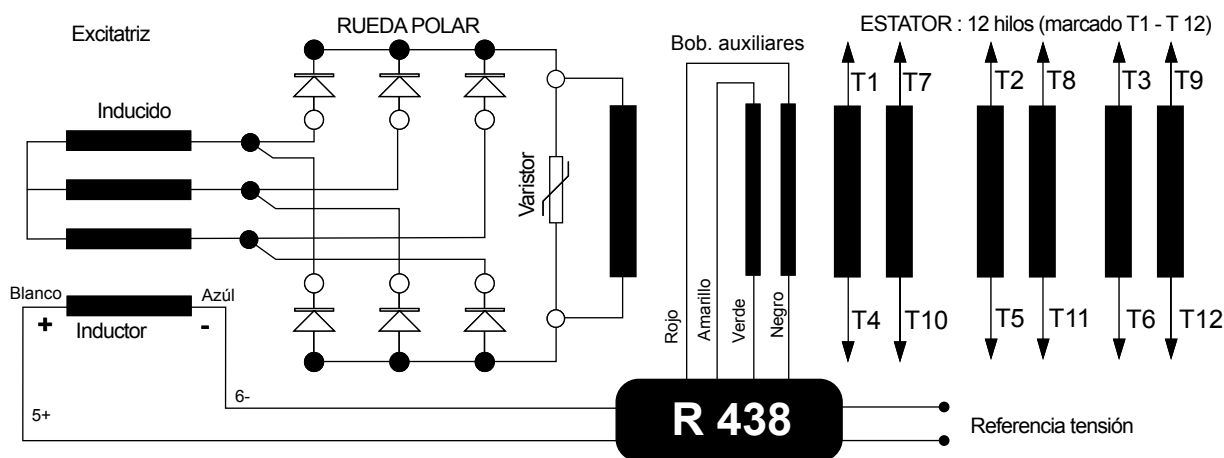 Excitatriz
RUEDA POLAR
Bob. auxiliares
ESTATOR : 12 hilos (marcado T1 - T 12)
T1
T7
T2
T8
T3
T9
Inducido
Varistor
Blanco
Azúl
+
Inductor
-
Rojo
Amarillo
Verde
Negro
T4
T10
T5
T11
T6
T12
6-
5+
R 438
Referencia tensión